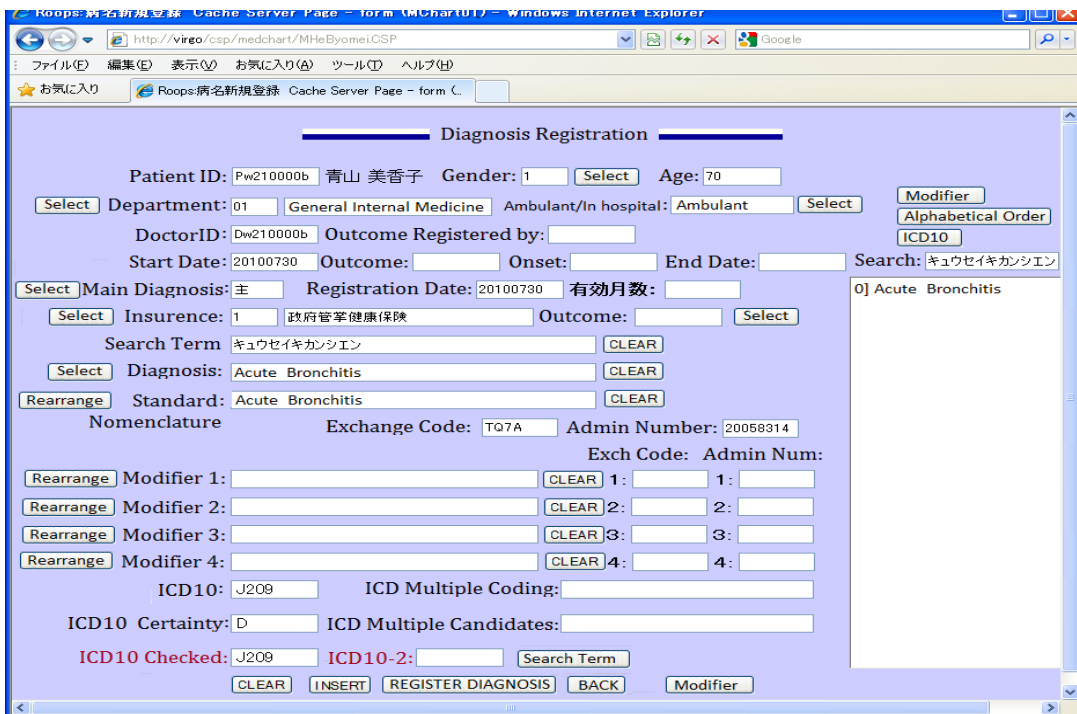 Roops:病名新規登録 Cache Server Page - form (MChart01) - Windows Internet Explorer
http://virgo/csp/medchart/MHeByomei.CSP
Google
ファイル(F) 編集(E) 表示(V) お気に入り(A) ツール(T) ヘルプ(H)
お気に入り Roops:病名新規登録 Cache Server Page - form (...
Diagnosis Registration
Patient ID: Pw210000b 青山 美香子 Gender: 1 Select Age: 70
Select Department: 01 General Internal Medicine Ambulant/In hospital: Ambulant Select
Modifier
Alphabetical Order
DoctorID: Dw210000b Outcome Registered by: ICD10
Start Date: 20100730 Outcome: Onset: End Date: Search: キュウセイキカンシエン
Select Main Diagnosis: 主 Registration Date: 20100730 有効月数: 0] Acute Bronchitis
Select Insurence: 1 政府管掌健康保険 Outcome: Select
Search Term キュウセイキカンシエン CLEAR
Select Diagnosis: Acute Bronchitis CLEAR
Rearrange Standard: Acute Bronchitis CLEAR
Nomenclature Exchange Code: TQ7A Admin Number: 20058314
Exch Code: Admin Num:
Rearrange Modifier 1: CLEAR 1: 1:
Rearrange Modifier 2: CLEAR 2: 2:
Rearrange Modifier 3: CLEAR 3: 3:
Rearrange Modifier 4: CLEAR 4: 4:
ICD10: J209 ICD Multiple Coding:
ICD10 Certainty: D ICD Multiple Candidates:
ICD10 Checked: J209 ICD10-2: Search Term
CLEAR INSERT REGISTER DIAGNOSIS BACK Modifier